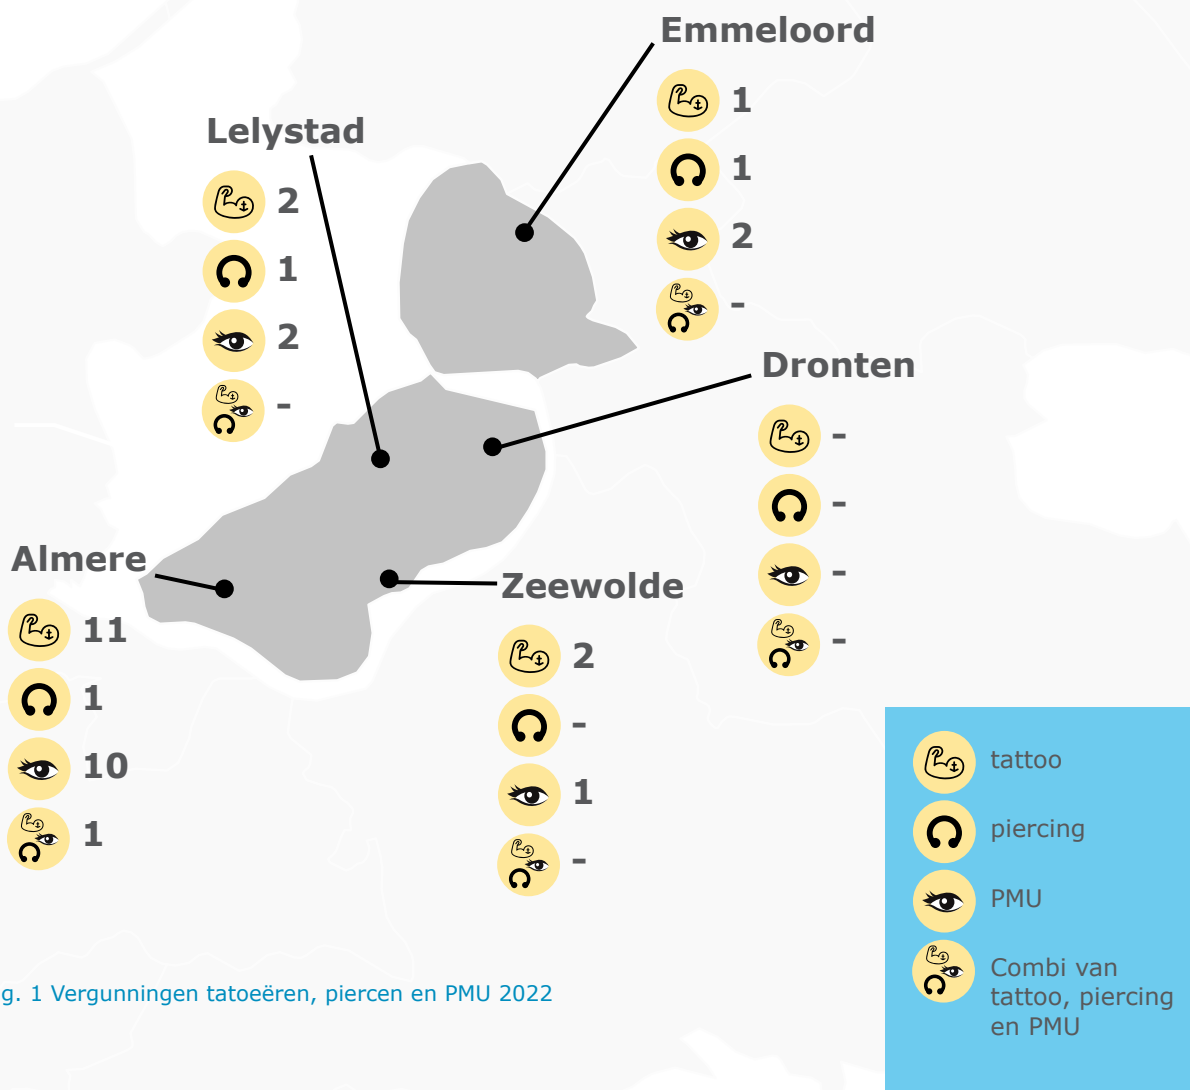 Emmeloord
1
1
2
-
Lelystad
2
1
2
-
Dronten
-
-
-
-
Almere
11
1
10
1
Zeewolde
2
-
1
-
tattoo
piercing
PMU
Combi van
tattoo, piercing
en PMU
g. 1 Vergunningen tatoeëren, piercen en PMU 2022